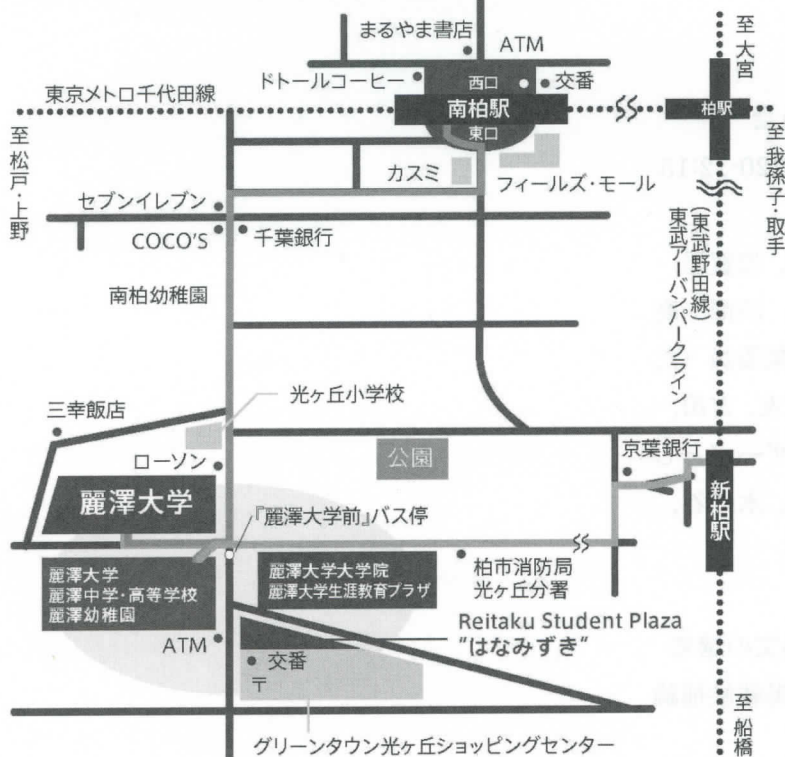 まるやま書店
ATM
ドトールコーヒー
西口
交番
至大宮
東京メトロ千代田線
南柏駅
柏駅
東口
至松戸・上野
カスミ
フィールズ・モール
至我孫子・取手
セブンイレブン
COCO'S
千葉銀行
(東武野田線)
東武アーバンパークライン
南柏幼稚園
光ヶ丘小学校
三幸飯店
公園
京葉銀行
ローソン
麗澤大学
新柏駅
『麗澤大学前』バス停
麗澤大学
麗澤中学・高等学校
麗澤幼稚園
麗澤大学大学院
麗澤大学生涯教育プラザ
柏市消防局
光ヶ丘分署
ATM
Reitaku Student Plaza
"はなみずき"
交番
〒
至船橋
グリーンタウン光ヶ丘ショッピングセンター